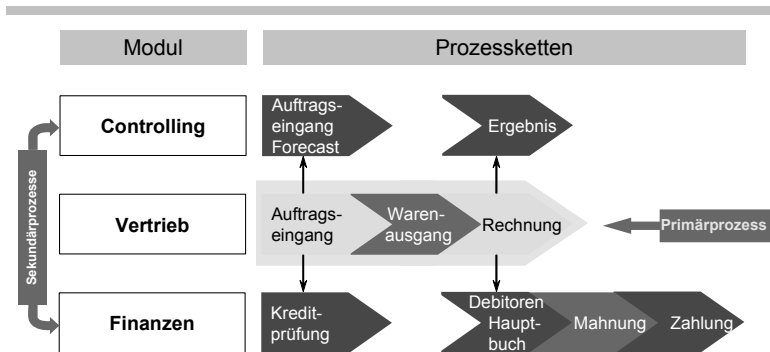 Modul
Prozessketten
Sekundärprozesse
Controlling
Auftrags-
eingang
Forecast
Ergebnis
Vertrieb
Auftrags-
eingang
Waren-
ausgang
Rechnung
Primärprozess
Finanzen
Kredit-
prüfung
Debitoren
Haupt-
buch
Mahnung
Zahlung